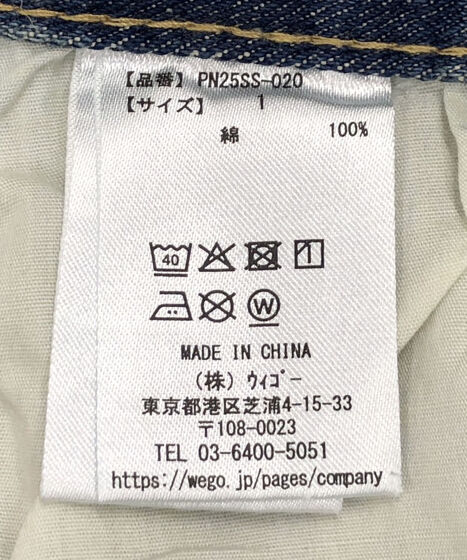 【品番】 PN25SS-020
【サイズ】 1
綿 100%
40
W
MADE IN CHINA
（株）ｳｨｺﾞｰ
東京都港区芝浦4-15-33
〒108-0023
TEL 03-6400-5051
https://wego.jp/pages/company